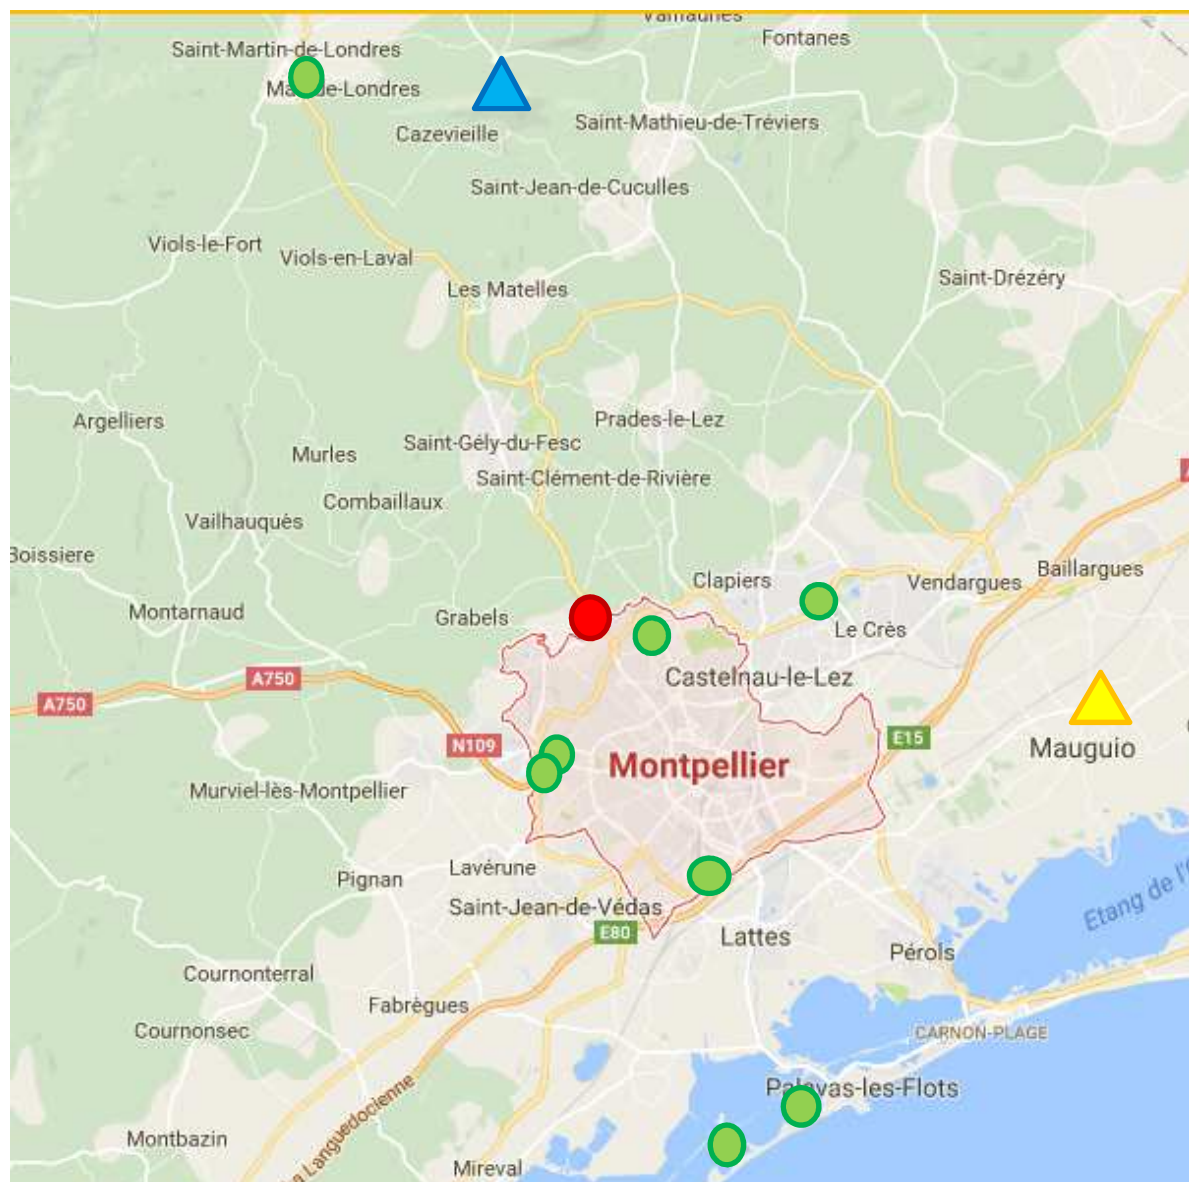 Fontanes
Saint-Martin-de-Londres
Cazevieille
Saint-Mathieu-de-Tréviers
Saint-Jean-de-Cuculles
Viols-le-Fort
Viols-en-Laval
Saint-Drézéry
Les Matelles
Argelliers
Prades-le-Lez
Saint-Gély-du-Fesc
Murles
Saint-Clément-de-Rivière
Combaillaux
Vailhauquès
Boissiere
Baillargues
Clapiers
Vendargues
Montarnaud
Grabels
Le Crès
Castelnau-le-Lez
A750
A750
E15
N109
Mauguio
Montpellier
Murviel-lès-Montpellier
Lavérune
Pignan
Saint-Jean-de-Védas
Etang de l'
E80
Lattes
Pérols
Cournonterral
Fabrègues
Cournonsec
CARNON-PLAGE
Palavas-les-Flots
Languedocienne
Montbazin
Mireval